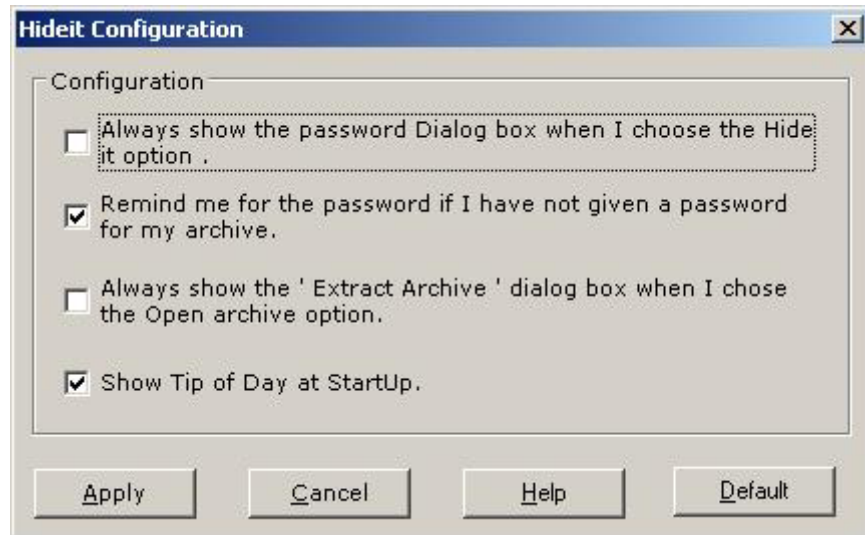 Hideit Configuration
Configuration
Always show the password Dialog box when I choose the Hide
it option .
Remind me for the password if I have not given a password
for my archive.
Always show the ' Extract Archive ' dialog box when I chose
the Open archive option.
Show Tip of Day at StartUp.
Apply Cancel Help Default